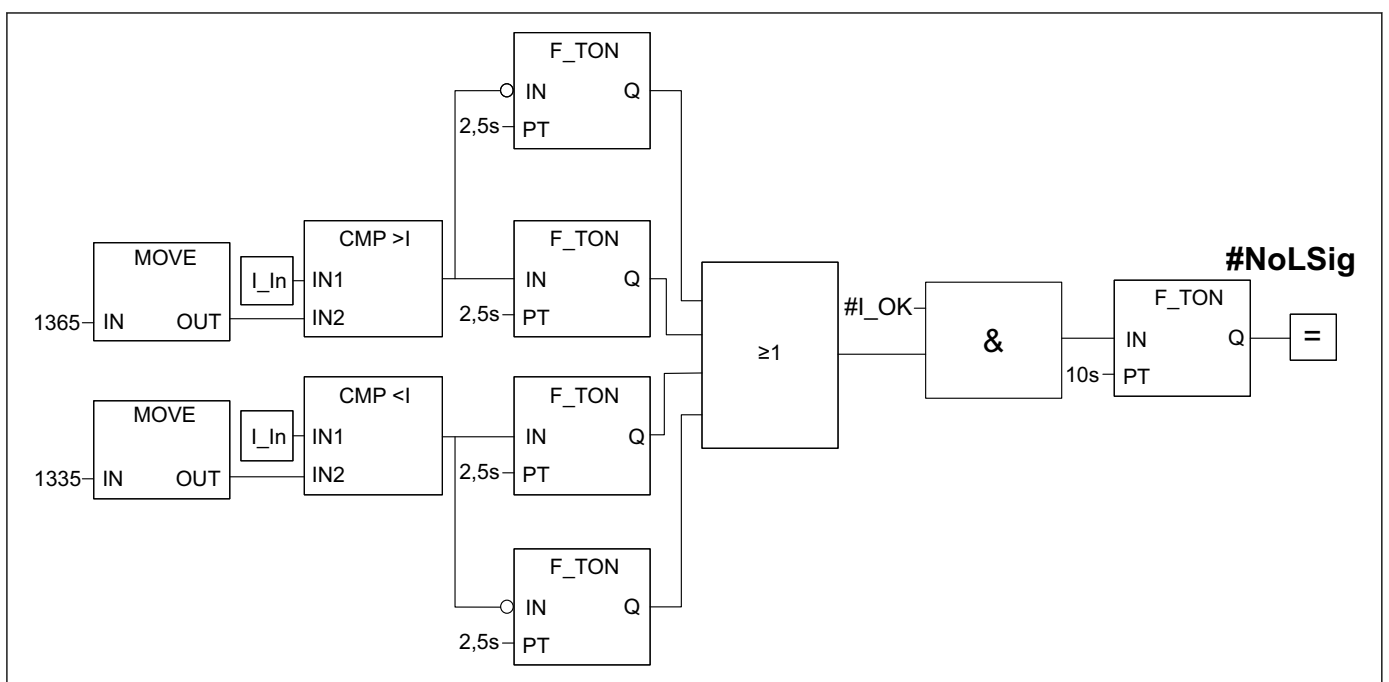 F_TON
IN Q
2,5s PT
MOVE
IN OUT
1365
I_In
CMP >I
IN1
IN2
F_TON
IN Q
2,5s PT
MOVE
IN OUT
1335
I_In
CMP <I
IN1
IN2
F_TON
IN Q
2,5s PT
F_TON
IN Q
2,5s PT
≥1
#I_OK
&
#NoLSig
F_TON
IN Q
10s PT
=